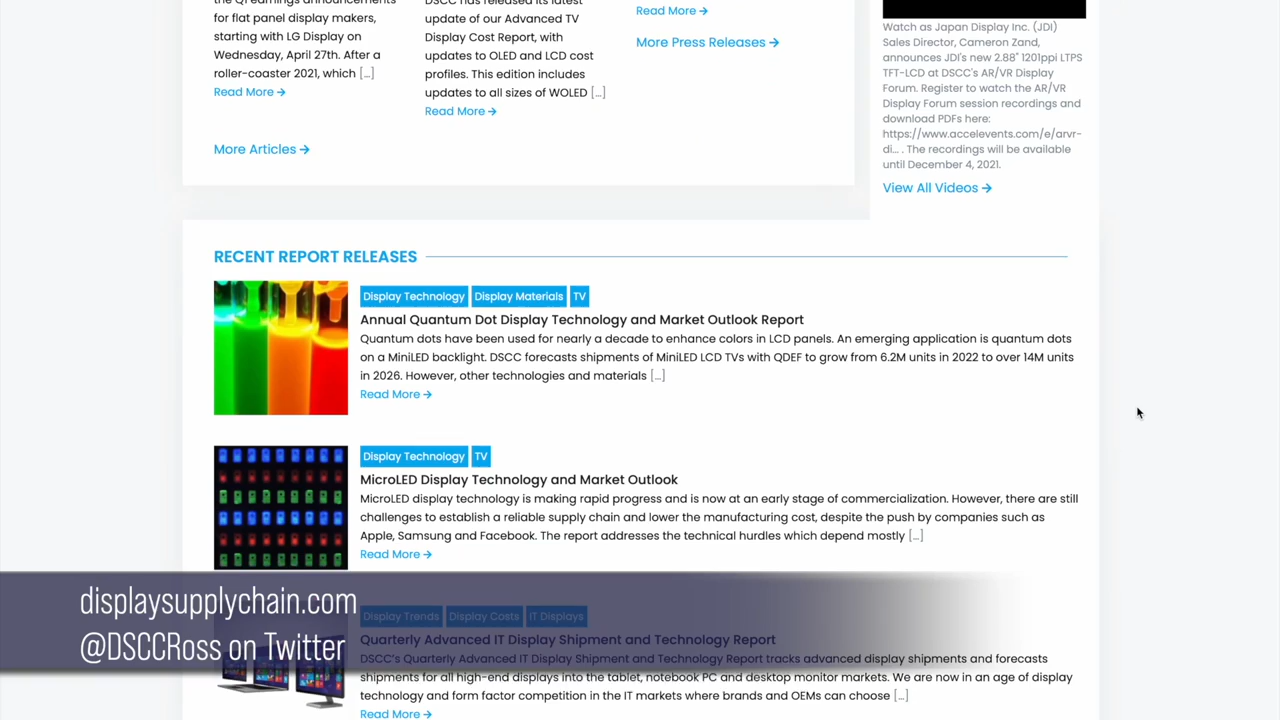 the Q1 earnings announcements
for flat panel display makers,
starting with LG Display on
Wednesday, April 27th. After a
roller-coaster 2021, which [...]
Read More →
More Articles →
DSCC has released its latest
update of our Advanced TV
Display Cost Report, with
updates to OLED and LCD cost
profiles. This edition includes
updates to all sizes of WOLED [...]
Read More →
Read More →
More Press Releases →
Watch as Japan Display Inc. (JDI)
Sales Director, Cameron Zand,
announces JDI's new 2.88" 1201ppi LTPS
TFT-LCD at DSCC's AR/VR Display
Forum. Register to watch the AR/VR
Display Forum session recordings and
download PDFs here:
https://www.accelevents.com/e/arvr-
di... . The recordings will be available
until December 4, 2021.
View All Videos →
RECENT REPORT RELEASES
Display Technology Display Materials TV
Annual Quantum Dot Display Technology and Market Outlook Report
Quantum dots have been used for nearly a decade to enhance colors in LCD panels. An emerging application is quantum dots
on a MiniLED backlight. DSCC forecasts shipments of MiniLED LCD TVs with QDEF to grow from 6.2M units in 2022 to over 14M units
in 2026. However, other technologies and materials [...]
Read More →
Display Technology TV
MicroLED Display Technology and Market Outlook
MicroLED display technology is making rapid progress and is now at an early stage of commercialization. However, there are still
challenges to establish a reliable supply chain and lower the manufacturing cost, despite the push by companies such as
Apple, Samsung and Facebook. The report addresses the technical hurdles which depend mostly [...]
Read More →
displaysupplychain.com
@DSCCRoss on Twitter
Display Trends Display Costs IT Displays
Quarterly Advanced IT Display Shipment and Technology Report
DSCC's Quarterly Advanced IT Display Shipment and Technology Report tracks advanced display shipments and forecasts
shipments for all high-end displays into the tablet, notebook PC and desktop monitor markets. We are now in an age of display
technology and form factor competition in the IT markets where brands and OEMs can choose [...]
Read More →